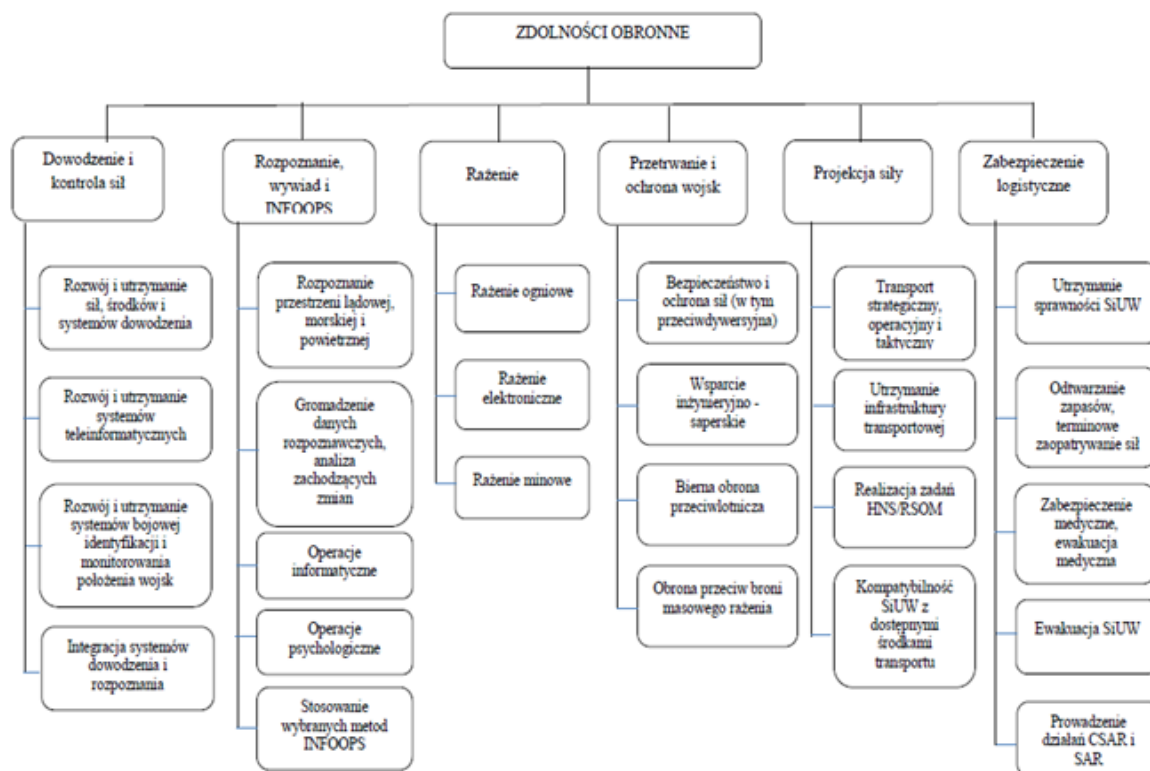 ZDOLNOŚCI OBRONNE
Dowodzenie i
kontrola sił
Rozwój i utrzymanie
sił, środków i
systemów dowodzenia
Rozwój i utrzymanie
systemów
teleinformatycznych
Rozwój i utrzymanie
systemów bojowej
identyfikacji i
monitorowania
położenia wojsk
Integracja systemów
dowodzenia i
rozpoznania
Rozpoznanie,
wywiad i
INFOOPS
Rozpoznanie
przestrzeni lądowej,
morskiej i
powietrznej
Gromadzenie
danych
rozpoznawczych,
analiza
zachodzących
zmian
Operacje
informatyczne
Operacje
psychologiczne
Stosowanie
wybranych metod
INFOOPS
Rażenie
Rażenie ogniowe
Rażenie
elektroniczne
Rażenie minowe
Przetrwanie i
ochrona wojsk
Bezpieczeństwo i
ochrona sił (w tym
przeciwdywersyjna)
Wsparcie
inżynieryjno -
saperskie
Bierna obrona
przeciwlotnicza
Obrona przeciw broni
masowego rażenia
Projekcja siły
Transport
strategiczny,
operacyjny i
taktyczny
Utrzymanie
infrastruktury
transportowej
Realizacja zadań
HNS/RSOM
Kompatybilność
SiUW z
dostępnymi
środkami
transportu
Zabezpieczenie
logistyczne
Utrzymanie
sprawności SiUW
Odtwarzanie
zapasów,
terminowe
zaopatrywanie sił
Zabezpieczenie
medyczne,
ewakuacja
medyczna
Ewakuacja SiUW
Prowadzenie
działań CSAR i
SAR